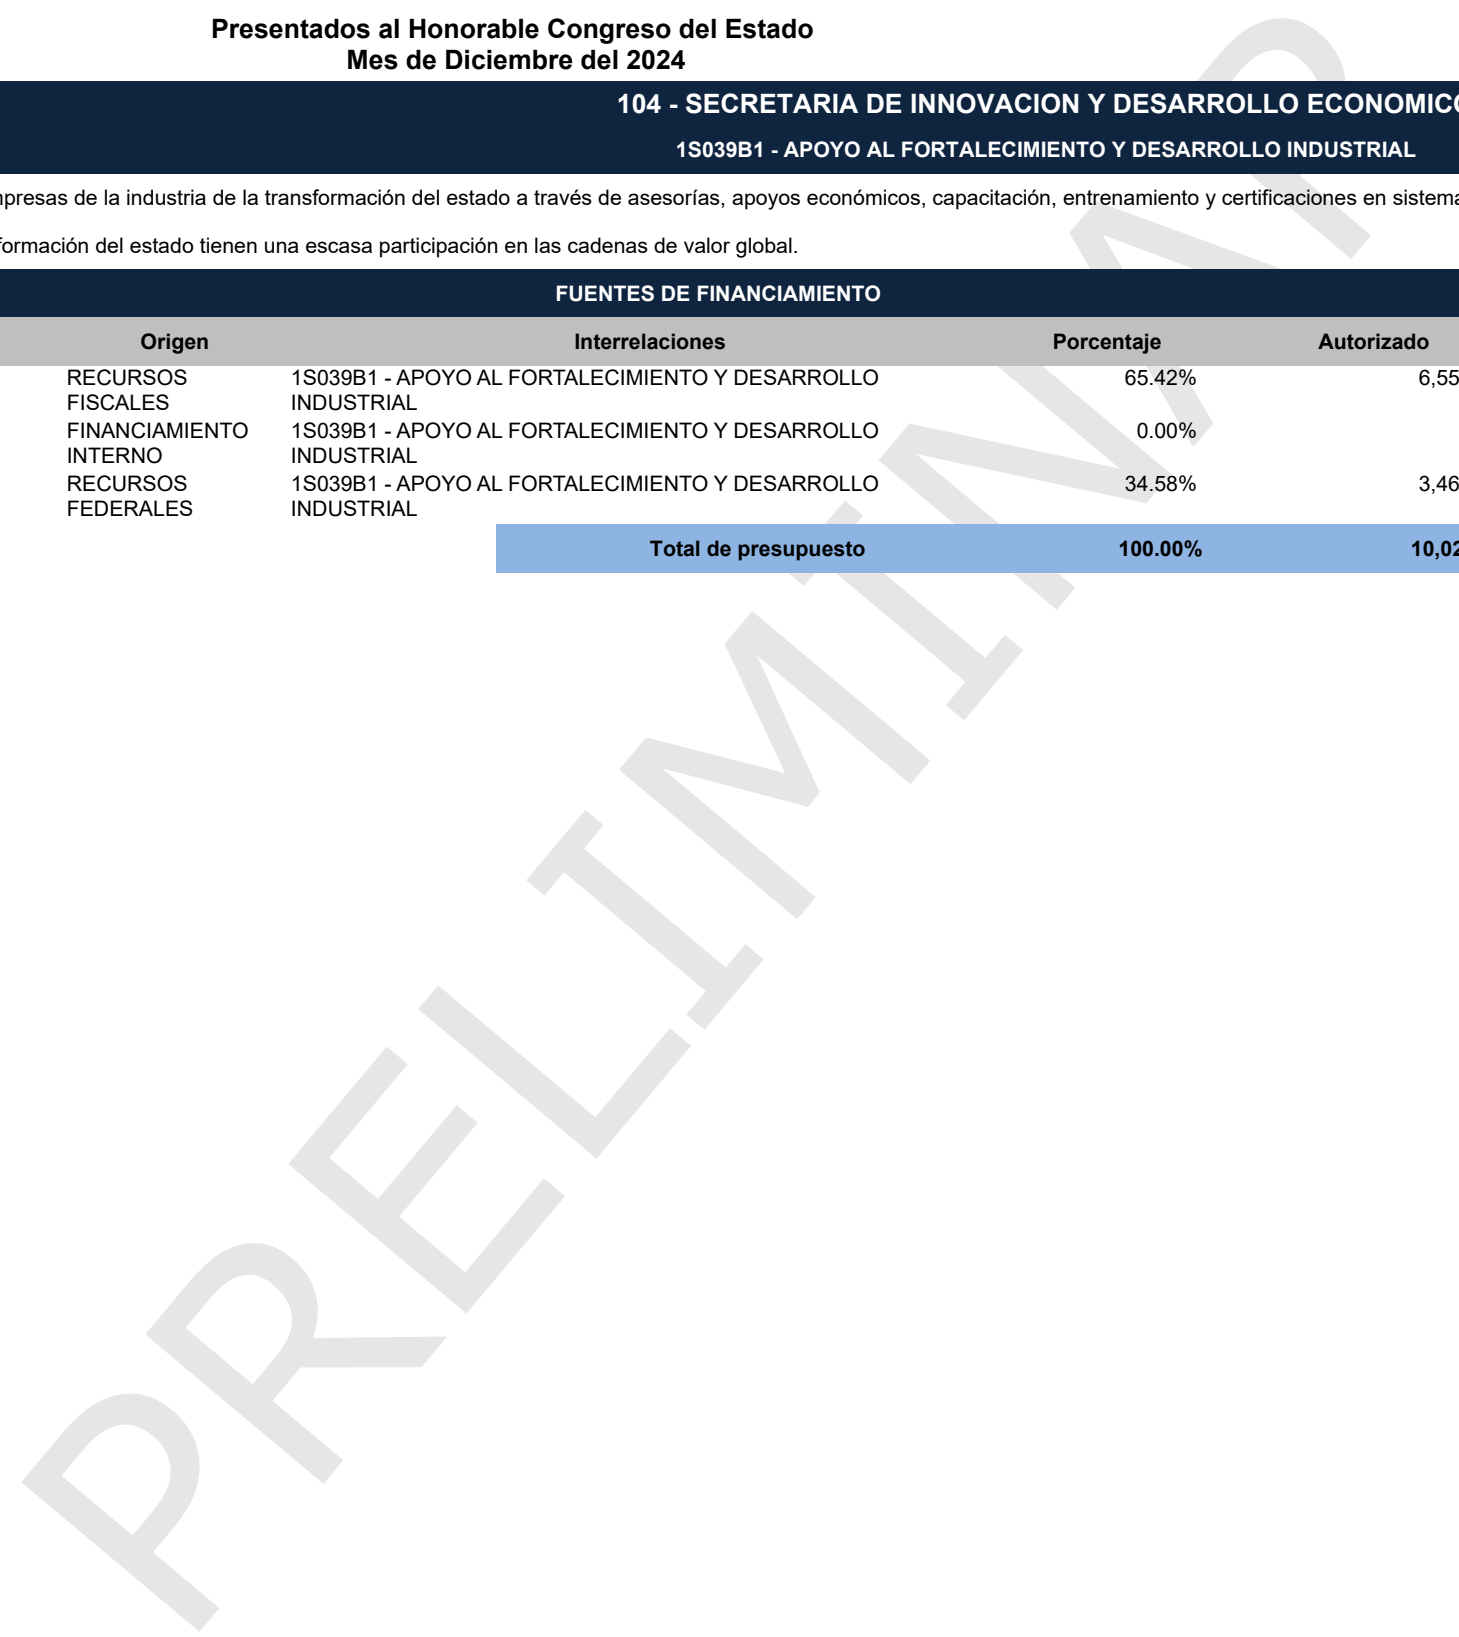 Presentados al Honorable Congreso del Estado
Mes de Diciembre del 2024
104 - SECRETARIA DE INNOVACION Y DESARROLLO ECONOMICO
1S039B1 - APOYO AL FORTALECIMIENTO Y DESARROLLO INDUSTRIAL
presas de la industria de la transformación del estado a través de asesorías, apoyos económicos, capacitación, entrenamiento y certificaciones en sistema
formación del estado tienen una escasa participación en las cadenas de valor global.
FUENTES DE FINANCIAMIENTO
Origen Interrelaciones Porcentaje Autorizado
RECURSOS 1S039B1 - APOYO AL FORTALECIMIENTO Y DESARROLLO 65.42% 6,55
FISCALES INDUSTRIAL
FINANCIAMIENTO 1S039B1 - APOYO AL FORTALECIMIENTO Y DESARROLLO 0.00%
INTERNO INDUSTRIAL
RECURSOS 1S039B1 - APOYO AL FORTALECIMIENTO Y DESARROLLO 34.58% 3,46
FEDERALES INDUSTRIAL
Total de presupuesto 100.00% 10,02
PRELIMINAR